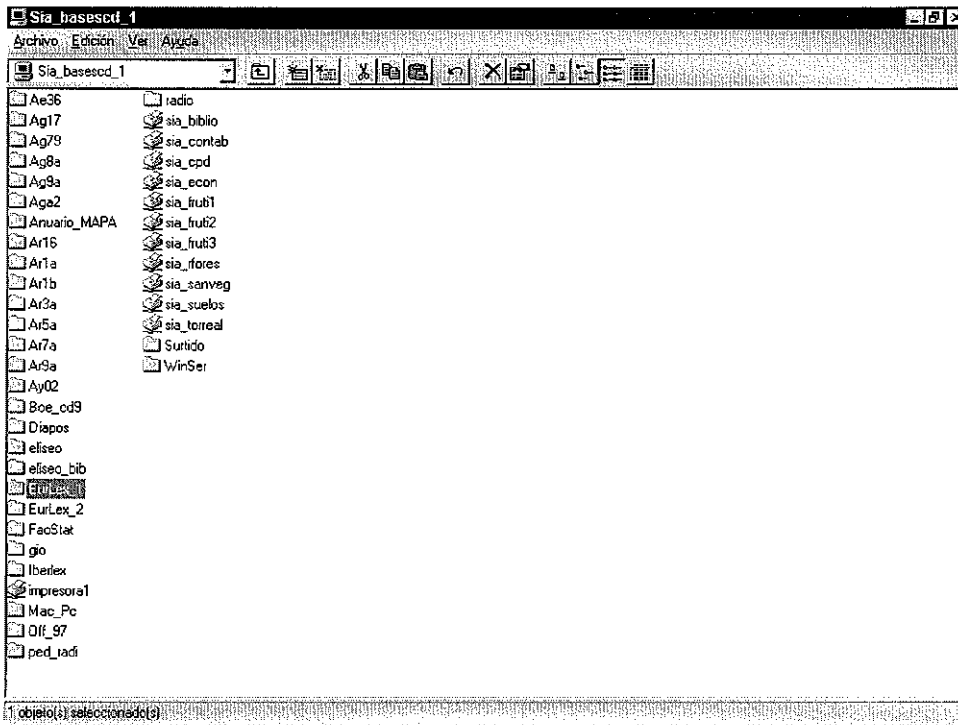 Sia_basescd_1
Archivo Edición Ver Ayuda
Sia_basescd_1
Ae36
Ag17
Ag79
Ag8a
Ag9a
Aga2
Anuario_MAPA
Ar16
Ar1a
Ar1b
Ar3a
Ar5a
Ar7a
Ar9a
Ay02
Boe_cd9
Diapos
eliseo
eliseo_bib
EurLex_1
EurLex_2
FaoStat
gio
Iberlex
impresora1
Mac_Pc
Off_97
ped_radi
radio
sia_biblio
sia_contab
sia_cpd
sia_econ
sia_fruti1
sia_fruti2
sia_fruti3
sia_rfores
sia_sanveg
sia_suelos
sia_torreal
Surtido
WinSer
1 objeto(s) seleccionado(s)